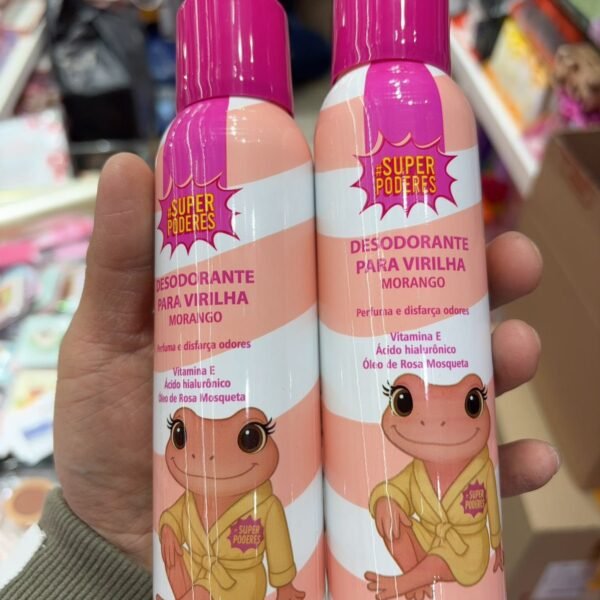 #SUPER
PODERES
DESODORANTE
PARA VIRILHA
MORANGO
Perfuma e disfarça odores
Vitamina E
Ácido hialurônico
Óleo de Rosa Mosqueta
#SUPER
PODERES
#SUPER
PODERES
DESODORANTE
PARA VIRILHA
MORANGO
Perfuma e disfarça odores
Vitamina E
Ácido hialurônico
Óleo de Rosa Mosqueta
#SUPER
PODERES